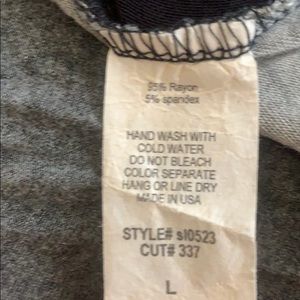 95% Rayon
5% spandex
HAND WASH WITH
COLD WATER
DO NOT BLEACH
COLOR SEPARATE
HANG OR LINE DRY
MADE IN USA
STYLE# sl0523
CUT# 337
L